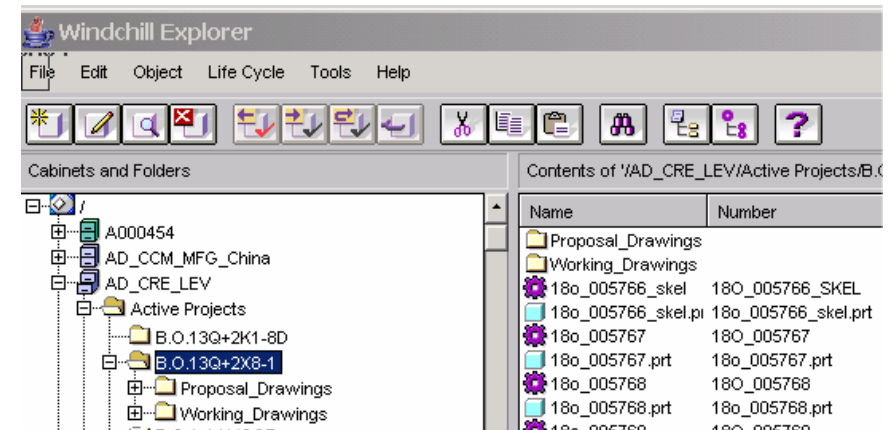 Windchill Explorer
File Edit Object Life Cycle Tools Help
Cabinets and Folders
Contents of '/AD_CRE_LEV/Active Projects/B.
/
A000454
AD_CCM_MFG_China
AD_CRE_LEV
Active Projects
B.O.13Q+2K1-8D
B.O.13Q+2X8-1
Proposal_Drawings
Working_Drawings
Name Number
Proposal_Drawings
Working_Drawings
18o_005766_skel 18O_005766_SKEL
18o_005766_skel.p 18o_005766_skel.prt
18o_005767 18O_005767
18o_005767.prt 18o_005767.prt
18o_005768 18O_005768
18o_005768.prt 18o_005768.prt